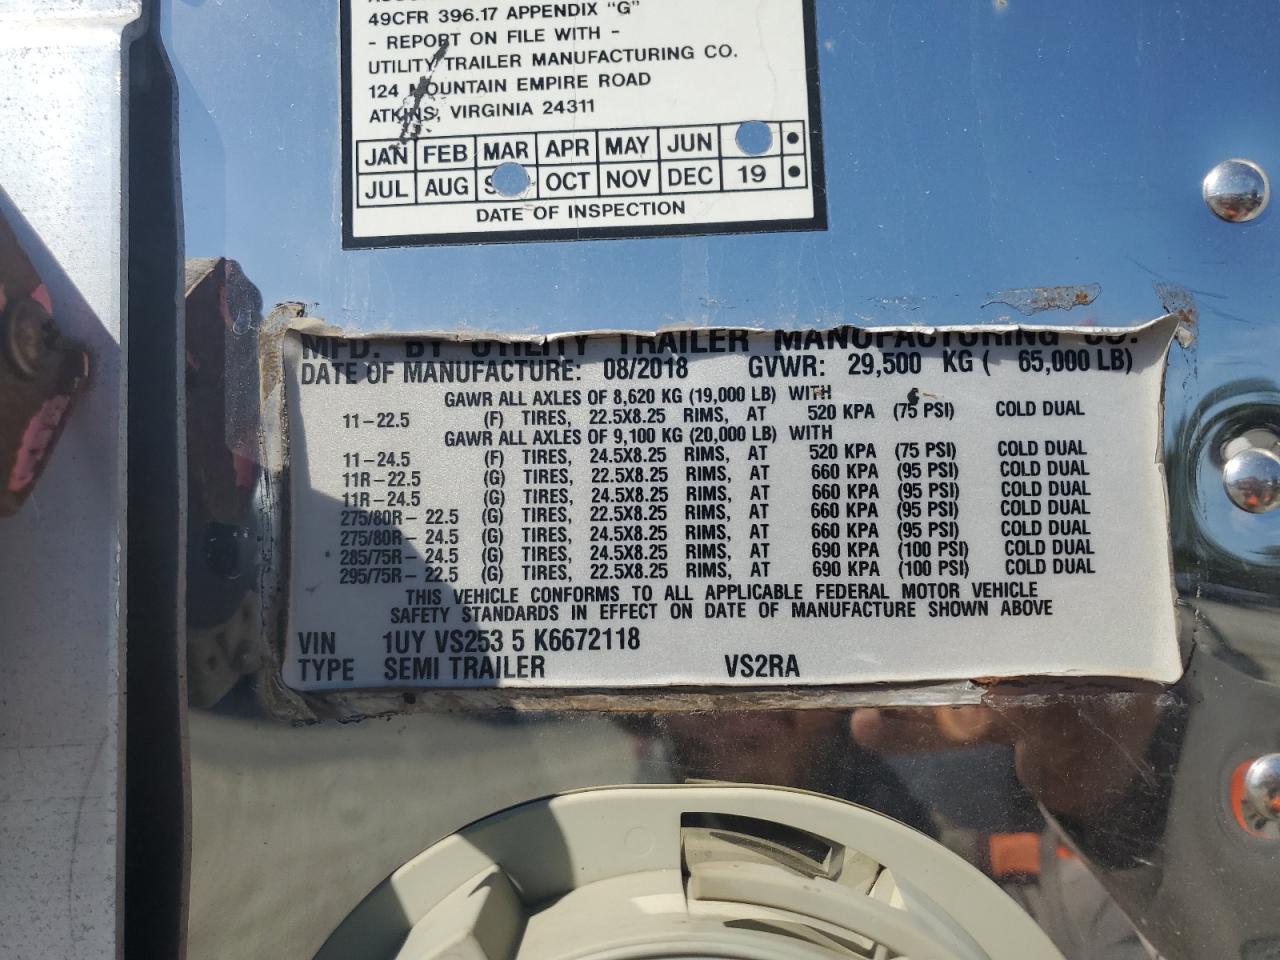 49CFR 396.17 APPENDIX "G"
- REPORT ON FILE WITH -
UTILITY TRAILER MANUFACTURING CO.
124 MOUNTAIN EMPIRE ROAD
ATKINS, VIRGINIA 24311
JAN FEB MAR APR MAY JUN
JUL AUG OCT NOV DEC 19
DATE OF INSPECTION
MFD. BY UTILITY TRAILER MANUFACTURING CO.
DATE OF MANUFACTURE: 08/2018 GVWR: 29,500 KG ( 65,000 LB)
GAWR ALL AXLES OF 8,620 KG (19,000 LB) WITH
11-22.5 (F) TIRES, 22.5X8.25 RIMS, AT 520 KPA (75 PSI) COLD DUAL
GAWR ALL AXLES OF 9,100 KG (20,000 LB) WITH
11-24.5 (F) TIRES, 24.5X8.25 RIMS, AT 520 KPA (75 PSI) COLD DUAL
11R-22.5 (G) TIRES, 22.5X8.25 RIMS, AT 660 KPA (95 PSI) COLD DUAL
11R-24.5 (G) TIRES, 24.5X8.25 RIMS, AT 660 KPA (95 PSI) COLD DUAL
275/80R-22.5 (G) TIRES, 22.5X8.25 RIMS, AT 660 KPA (95 PSI) COLD DUAL
275/80R-24.5 (G) TIRES, 24.5X8.25 RIMS, AT 660 KPA (95 PSI) COLD DUAL
285/75R-24.5 (G) TIRES, 24.5X8.25 RIMS, AT 690 KPA (100 PSI) COLD DUAL
295/75R-22.5 (G) TIRES, 22.5X8.25 RIMS, AT 690 KPA (100 PSI) COLD DUAL
THIS VEHICLE CONFORMS TO ALL APPLICABLE FEDERAL MOTOR VEHICLE
SAFETY STANDARDS IN EFFECT ON DATE OF MANUFACTURE SHOWN ABOVE
VIN 1UY VS253 5 K6672118
TYPE SEMI TRAILER VS2RA